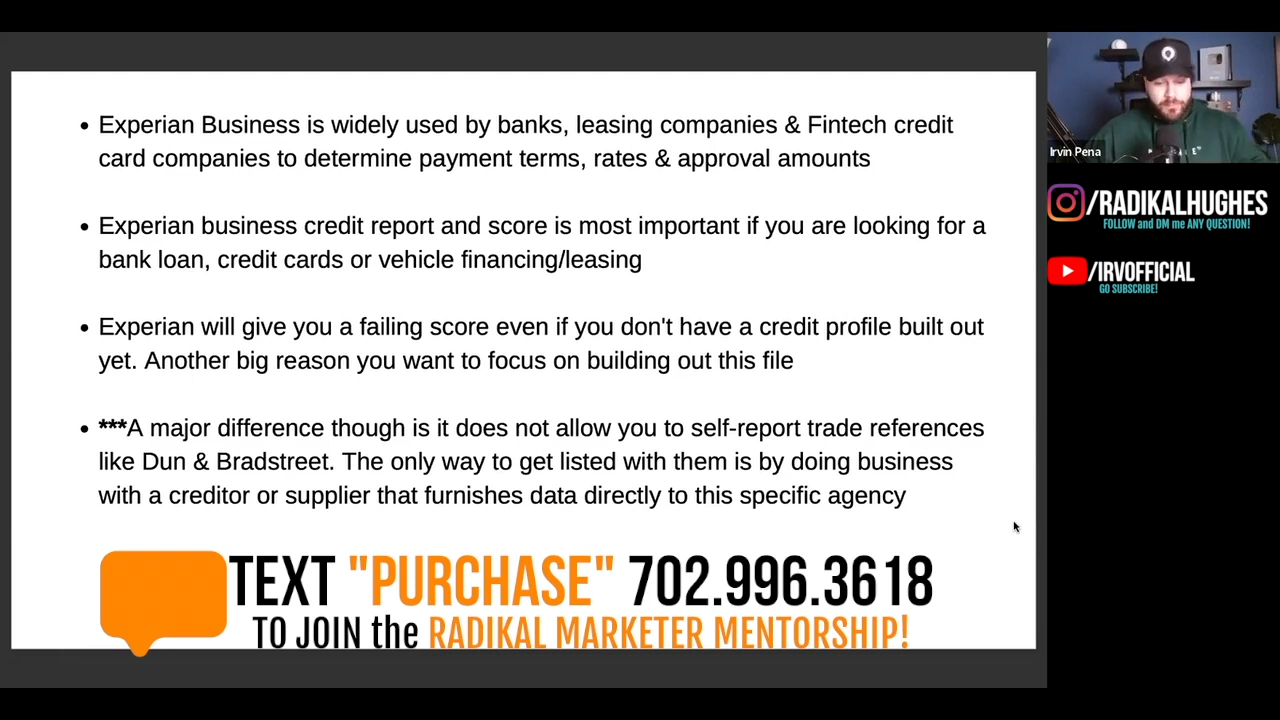 • Experian Business is widely used by banks, leasing companies & Fintech credit
card companies to determine payment terms, rates & approval amounts
• Experian business credit report and score is most important if you are looking for a
bank loan, credit cards or vehicle financing/leasing
• Experian will give you a failing score even if you don't have a credit profile built out
yet. Another big reason you want to focus on building out this file
• ***A major difference though is it does not allow you to self-report trade references
like Dun & Bradstreet. The only way to get listed with them is by doing business
with a creditor or supplier that furnishes data directly to this specific agency
TEXT "PURCHASE" 702.996.3618
TO JOIN the RADIKAL MARKETER MENTORSHIP!
Irvin Pena
/RADIKALHUGHES
FOLLOW and DM me ANY QUESTION!
/IRVOFFICIAL
GO SUBSCRIBE!